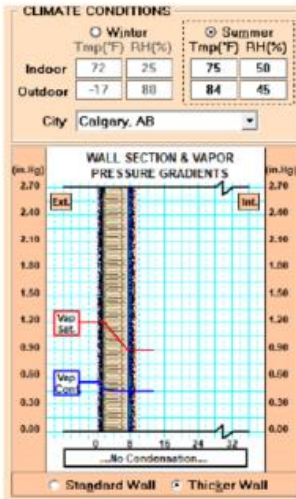 CLIMATE CONDITIONS
Winter Summer
Tmp(°F) RH(%) Tmp(°F) RH(%)
Indoor 72 25 75 50
Outdoor -17 80 84 45
City Calgary, AB
WALL SECTION & VAPOR
PRESSURE GRADIENTS
(in.Hg) (in.Hg)
2.70 2.70
Ext. Int.
2.40 2.40
2.10 2.10
1.80 1.80
1.50 1.50
1.20 Vap 1.20
Sat.
0.90 0.90
0.60 Vap 0.60
Cont.
0.30 0.30
0.00 0.00
0 8 16 24 32
...No Condensation...
Standard Wall Thicker Wall